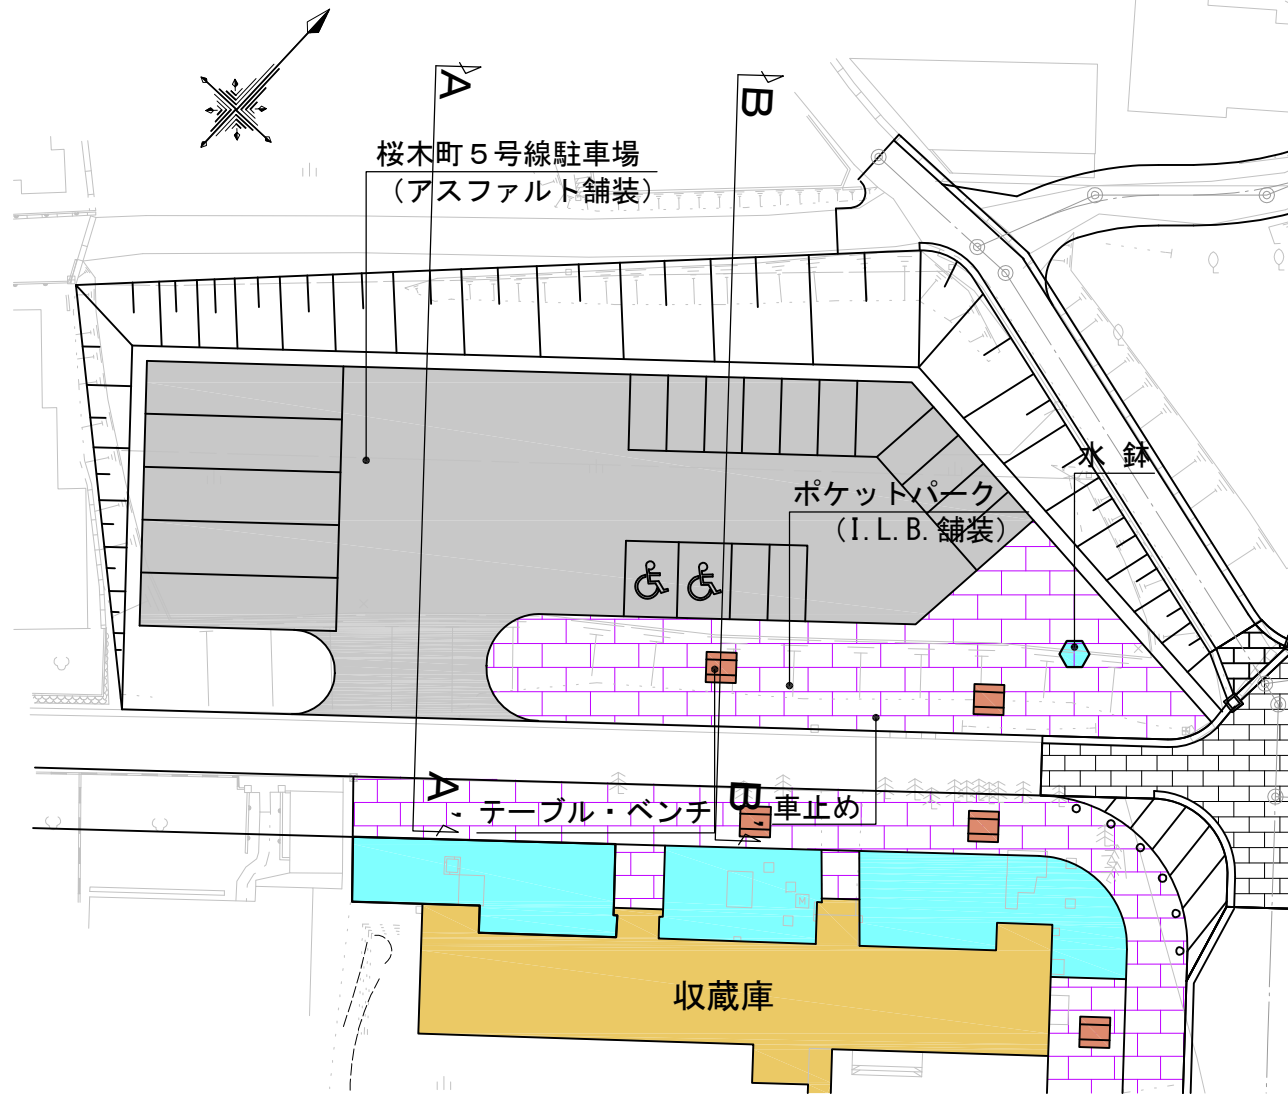 A
B
桜木町５号線駐車場
（アスファルト舗装）
水 鉢
ポケットパーク
（I.L.B.舗装）
A'
テーブル・ベンチ
B'
車止め
M
収蔵庫